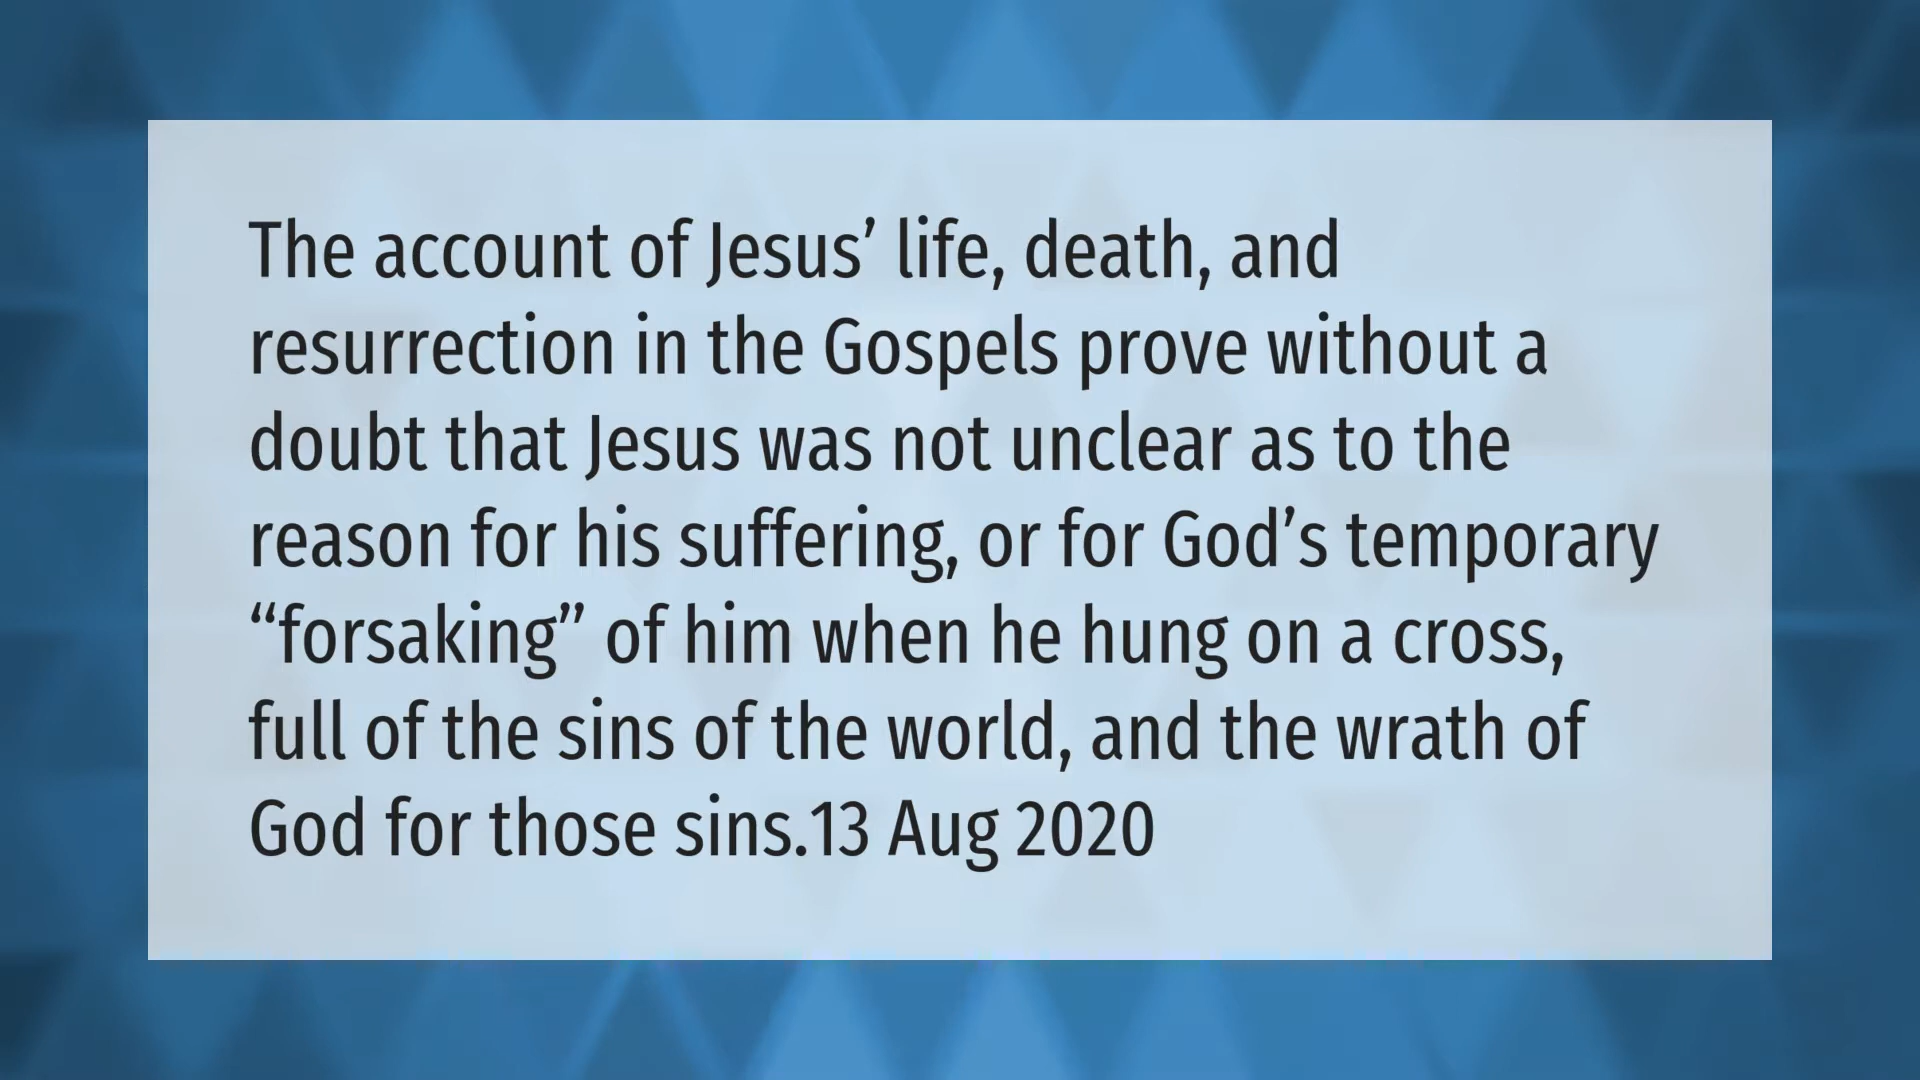 The account of Jesus’ life, death, and
resurrection in the Gospels prove without a
doubt that Jesus was not unclear as to the
reason for his suffering, or for God’s temporary
“forsaking” of him when he hung on a cross,
full of the sins of the world, and the wrath of
God for those sins.13 Aug 2020